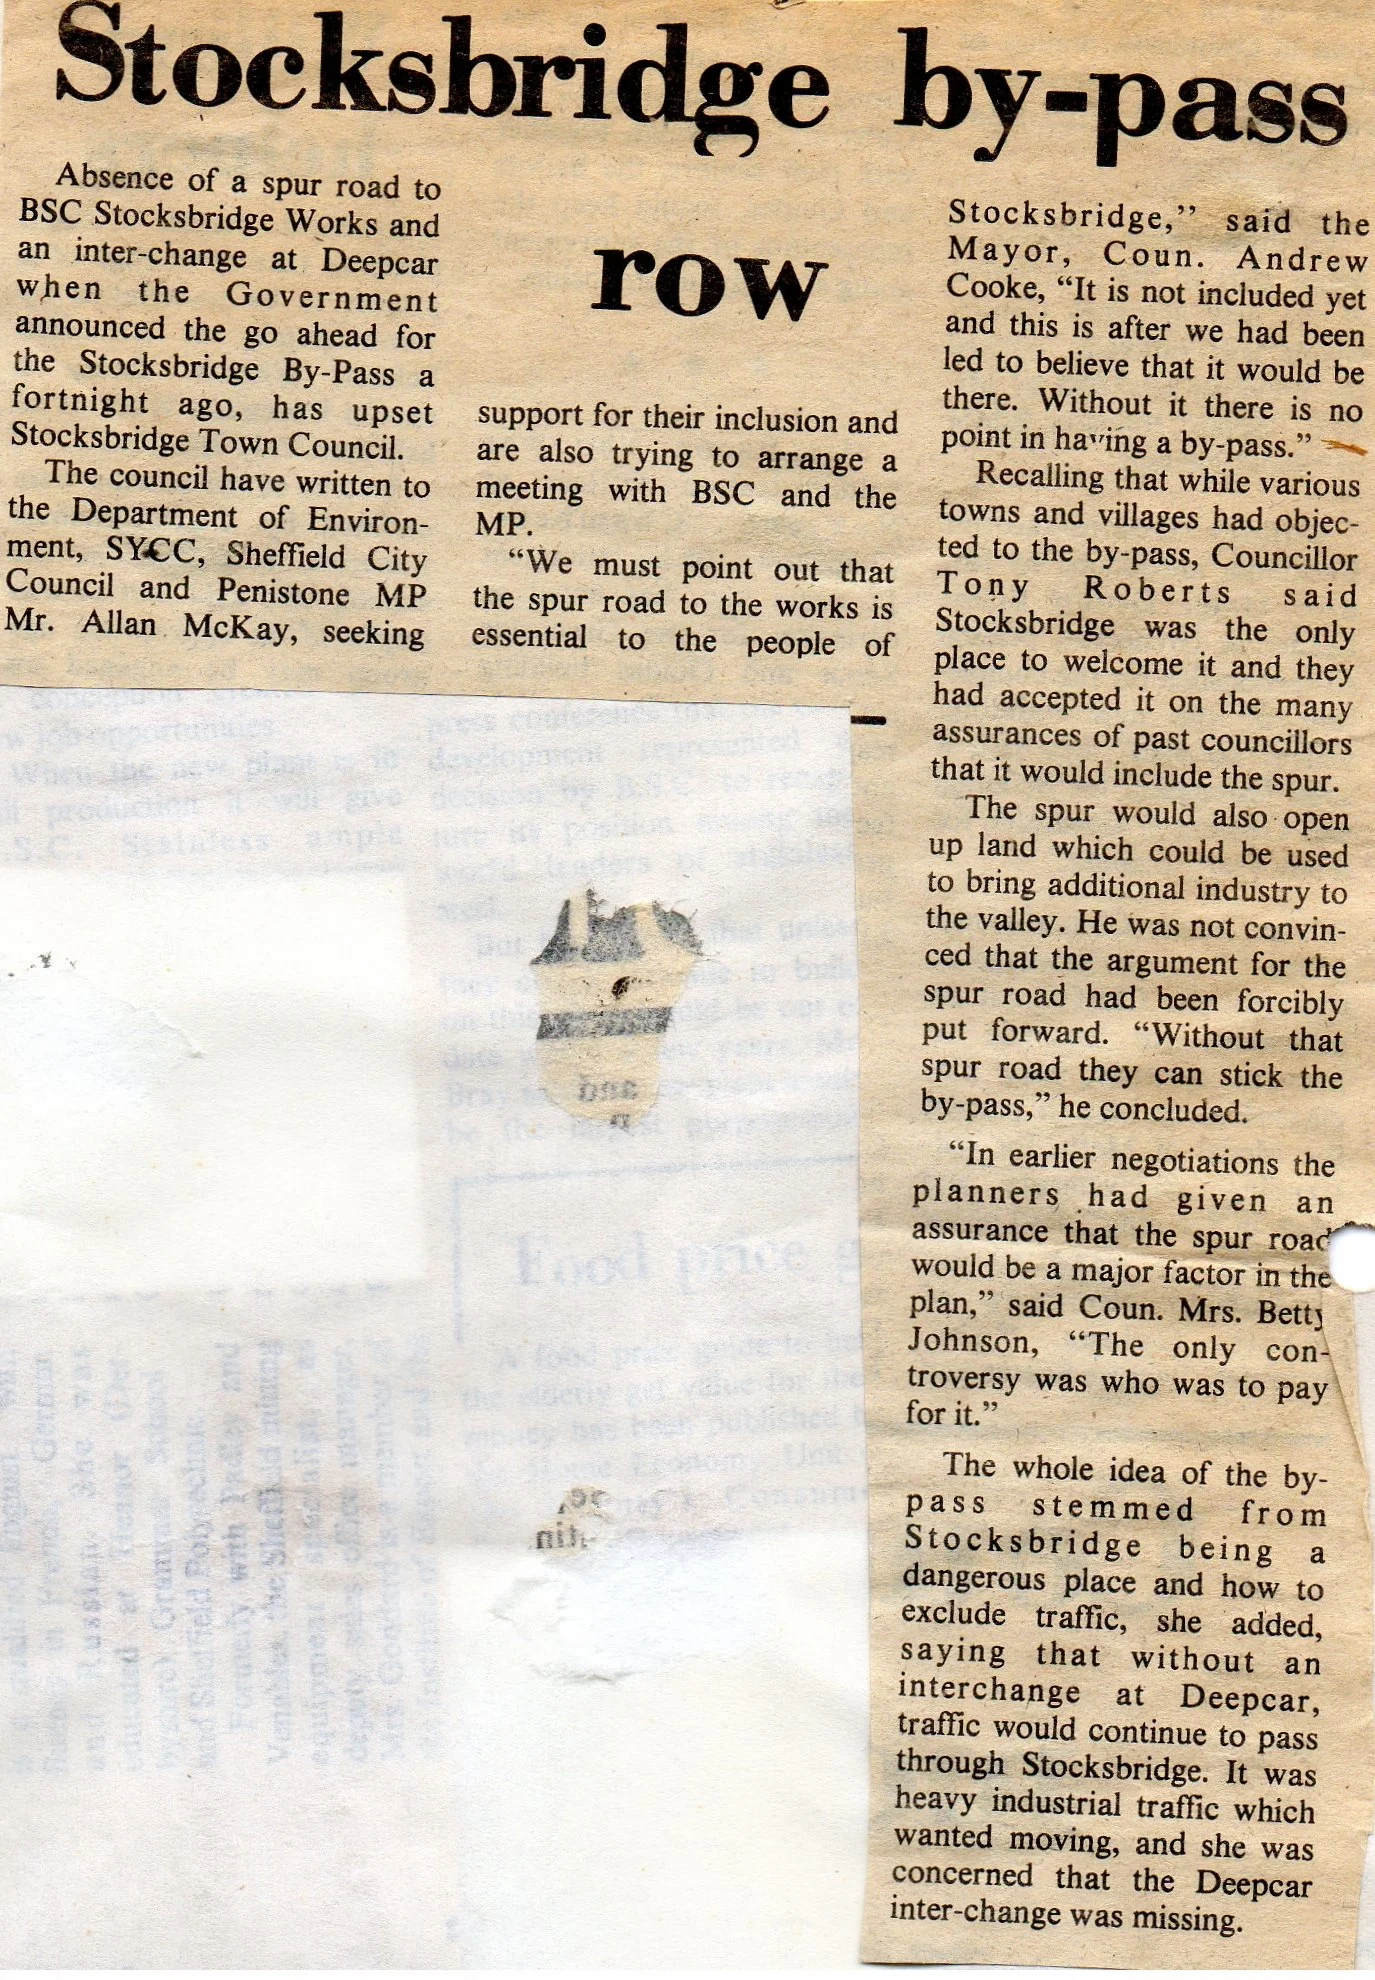 Stocksbridge by-pass
row
Absence of a spur road to
BSC Stocksbridge Works and
an inter-change at Deepcar
when the Government
announced the go ahead for
the Stocksbridge By-Pass a
fortnight ago, has upset
Stocksbridge Town Council.
The council have written to
the Department of Environ-
ment, SYCC, Sheffield City
Council and Penistone MP
Mr. Allan McKay, seeking
support for their inclusion and
are also trying to arrange a
meeting with BSC and the
MP.
“We must point out that
the spur road to the works is
essential to the people of
Stocksbridge,” said the
Mayor, Coun. Andrew
Cooke, “It is not included yet
and this is after we had been
led to believe that it would be
there. Without it there is no
point in having a by-pass.”
Recalling that while various
towns and villages had objec-
ted to the by-pass, Councillor
Tony Roberts said
Stocksbridge was the only
place to welcome it and they
had accepted it on the many
assurances of past councillors
that it would include the spur.
The spur would also open
up land which could be used
to bring additional industry to
the valley. He was not convin-
ced that the argument for the
spur road had been forcibly
put forward. “Without that
spur road they can stick the
by-pass,” he concluded.
“In earlier negotiations the
planners had given an
assurance that the spur road
would be a major factor in the
plan,” said Coun. Mrs. Betty
Johnson, “The only con-
troversy was who was to pay
for it.”
The whole idea of the by-
pass stemmed from
Stocksbridge being a
dangerous place and how to
exclude traffic, she added,
saying that without an
interchange at Deepcar,
traffic would continue to pass
through Stocksbridge. It was
heavy industrial traffic which
wanted moving, and she was
concerned that the Deepcar
inter-change was missing.